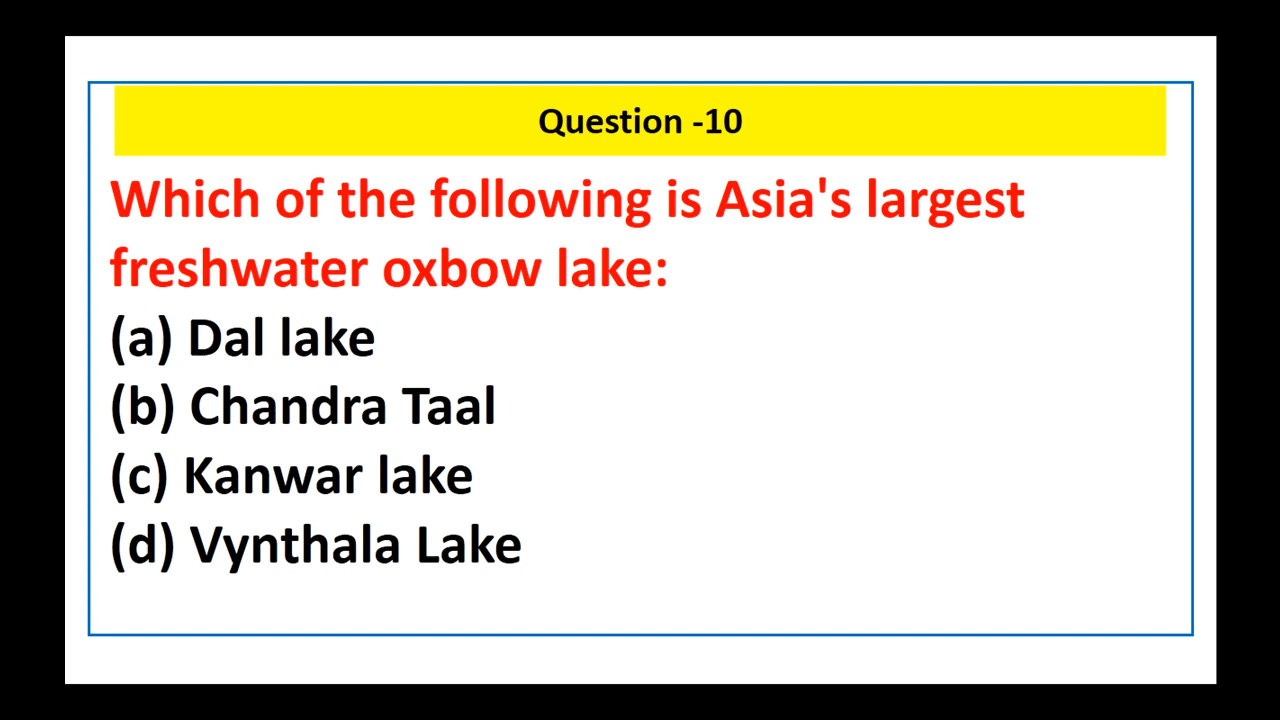 Question -10
Which of the following is Asia's largest
freshwater oxbow lake:
(a) Dal lake
(b) Chandra Taal
(c) Kanwar lake
(d) Vynthala Lake